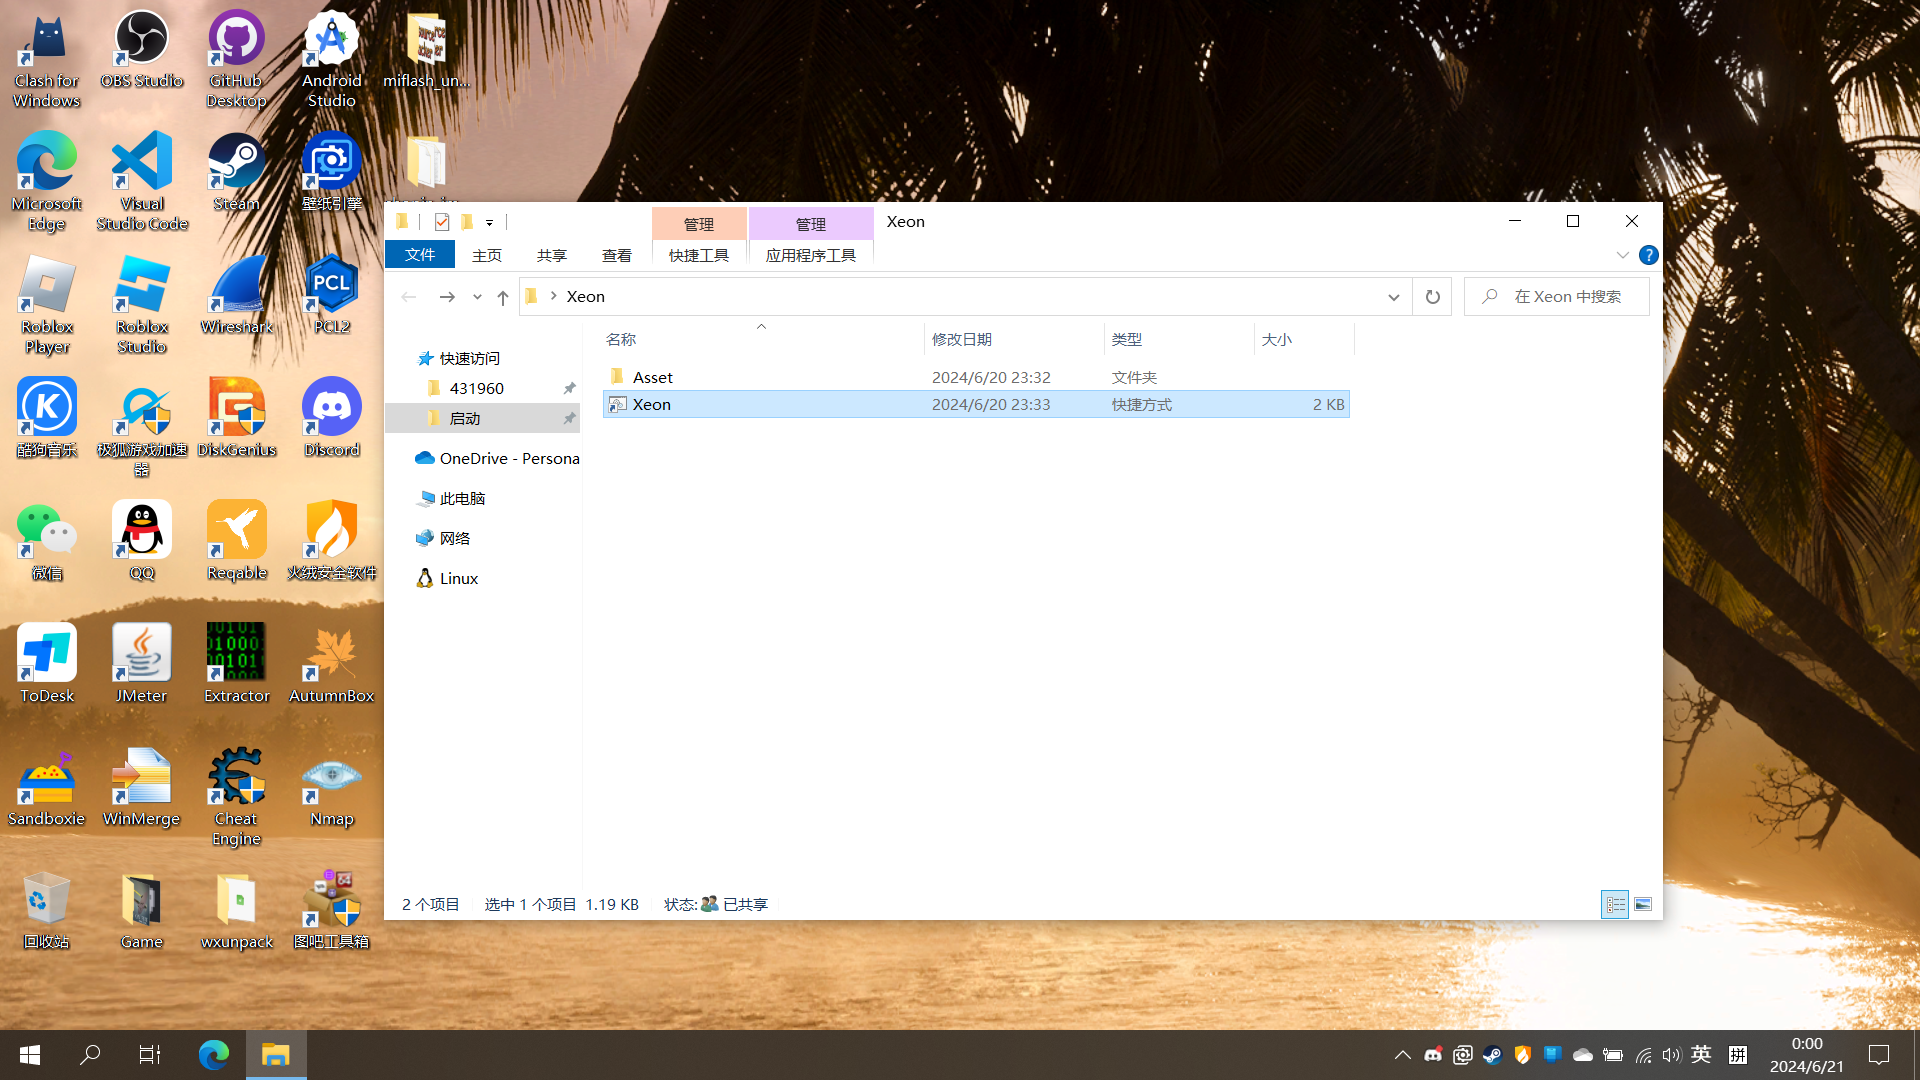 Clash for
Windows
OBS Studio
GitHub
Desktop
Android
Studio
miflash_un...
Microsoft
Edge
Visual
Studio Code
Steam
壁纸引擎
Roblox
Player
Roblox
Studio
Wireshark
PCL
PCL2
酷狗音乐
极狐游戏加速
器
DiskGenius
Discord
微信
QQ
Reqable
火绒安全软件
ToDesk
JMeter
Extractor
AutumnBox
Sandboxie
WinMerge
Cheat
Engine
Nmap
回收站
Game
wxunpack
图吧工具箱
管理
管理
Xeon
文件
主页
共享
查看
快捷工具
应用程序工具
Xeon
在 Xeon 中搜索
名称
修改日期
类型
大小
快速访问
431960
启动
OneDrive - Persona
此电脑
网络
Linux
Asset
2024/6/20 23:32
文件夹
Xeon
2024/6/20 23:33
快捷方式
2 KB
2 个项目
选中 1 个项目 1.19 KB
状态:
已共享
英
拼
0:00
2024/6/21